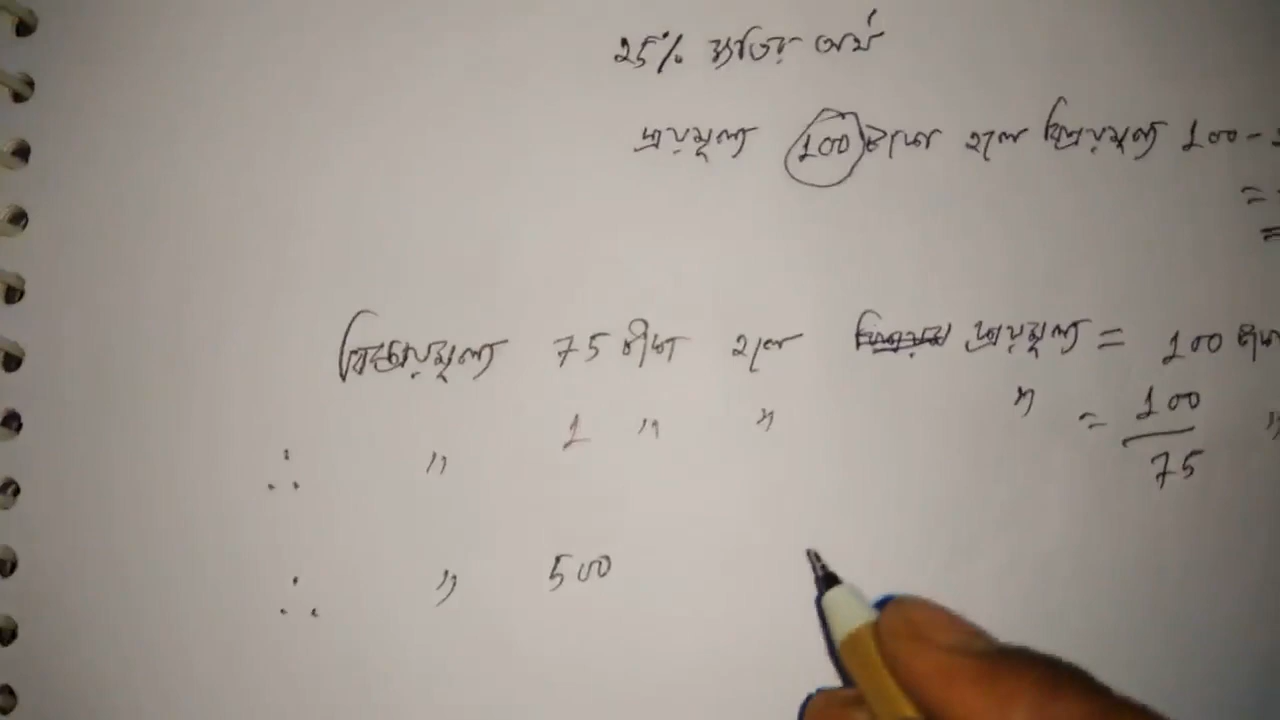 25% ক্ষতির অর্থ
ক্রয়মূল্য 100 টাকা হলে বিক্রয়মূল্য 100-
=
বিক্রয়মূল্য 75 টাকা হলে ক্রয়মূল্য = 100 টাকা
∴ " 1 " " " = 100/75 "
∴ " 500